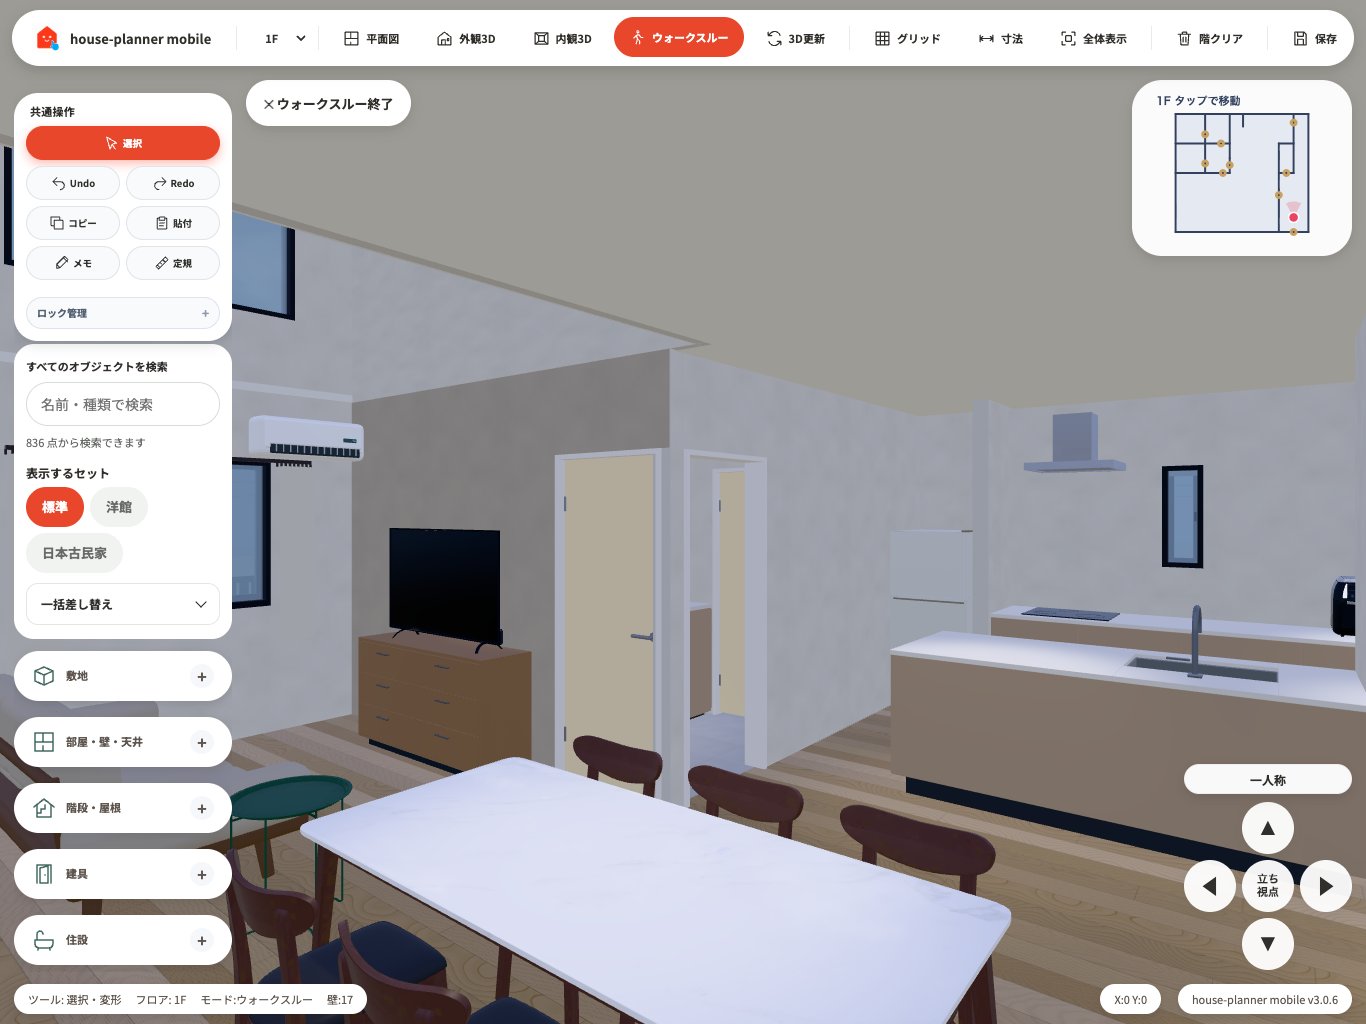 house-planner mobile
1F
平面図
外観3D
内観3D
ウォークスルー
3D更新
グリッド
寸法
全体表示
階クリア
保存
共通操作
選択
Undo
Redo
コピー
貼付
メモ
定規
ロック管理
+
×ウォークスルー終了
1F タップで移動
すべてのオブジェクトを検索
名前・種類で検索
836 点から検索できます
表示するセット
標準
洋館
日本古民家
一括差し替え
敷地
+
部屋・壁・天井
+
階段・屋根
+
建具
+
住設
+
一人称
▲
◀
立ち
視点
▶
▼
ツール: 選択・変形 フロア: 1F モード:ウォークスルー 壁:17
X:0 Y:0
house-planner mobile v3.0.6